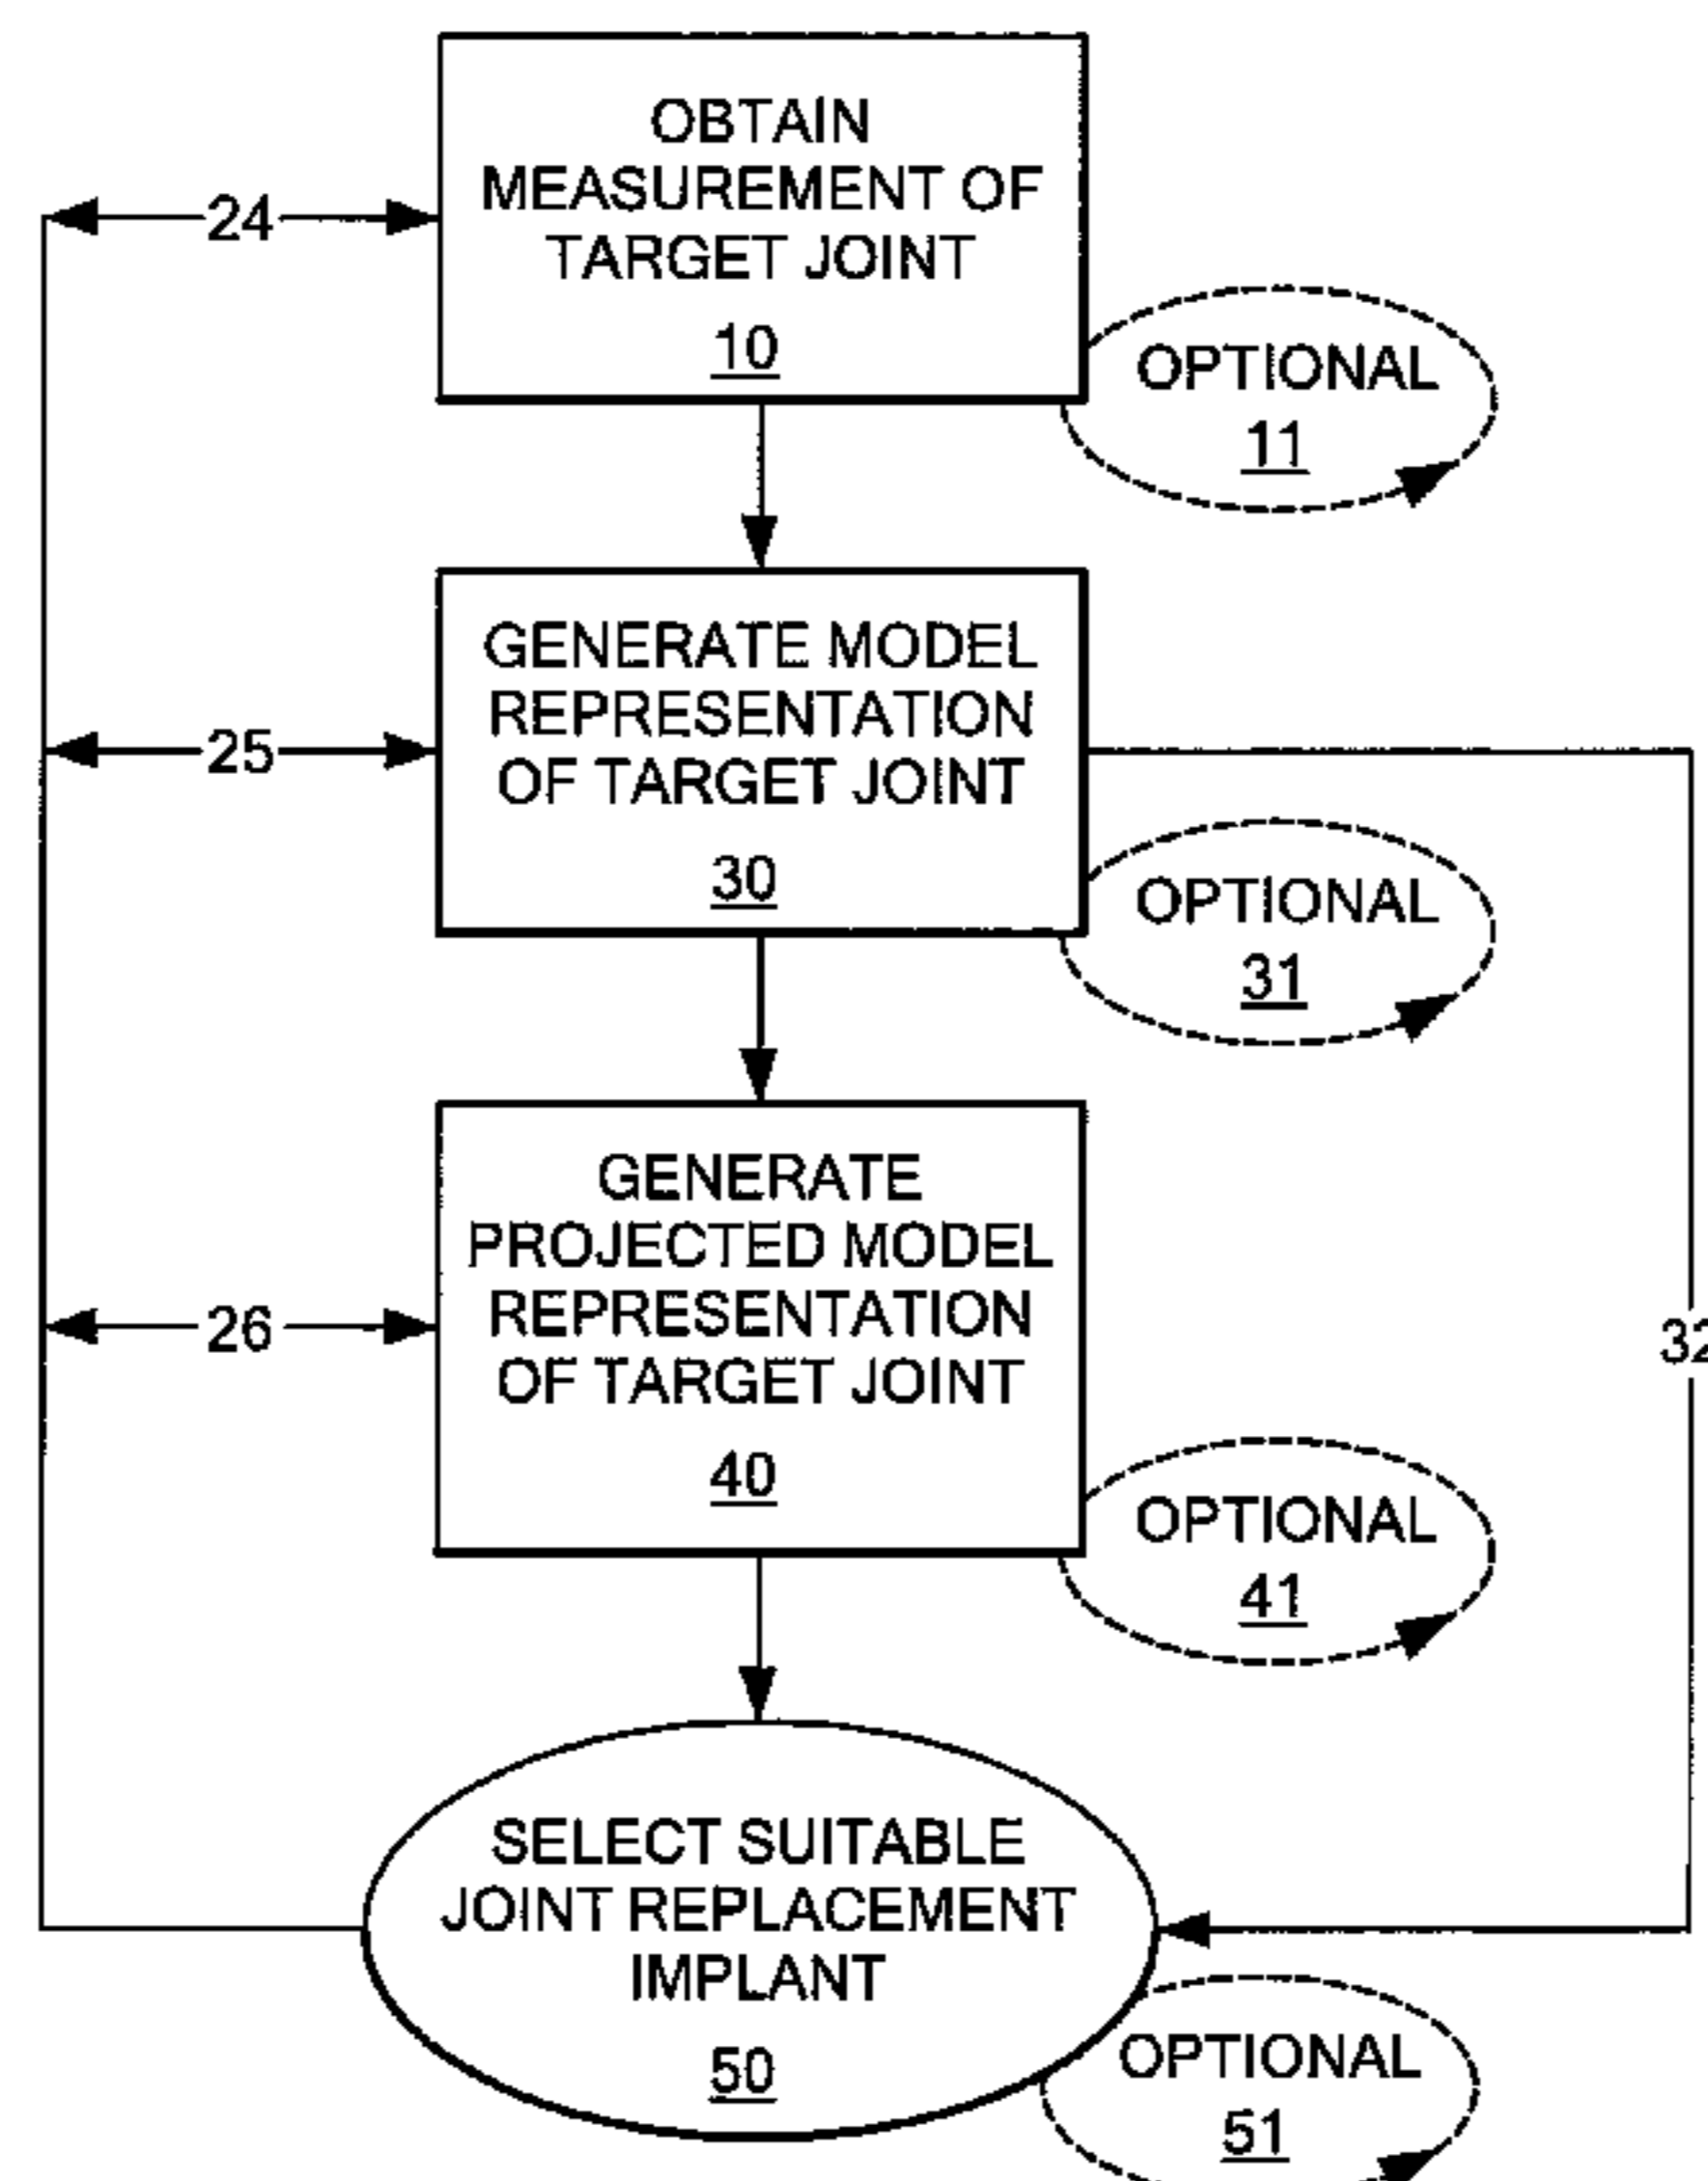 OBTAIN
MEASUREMENT OF
TARGET JOINT
10
24
OPTIONAL
11
GENERATE MODEL
REPRESENTATION
OF TARGET JOINT
30
25
OPTIONAL
31
GENERATE
PROJECTED MODEL
REPRESENTATION
OF TARGET JOINT
40
26
32
OPTIONAL
41
SELECT SUITABLE
JOINT REPLACEMENT
IMPLANT
50
OPTIONAL
51